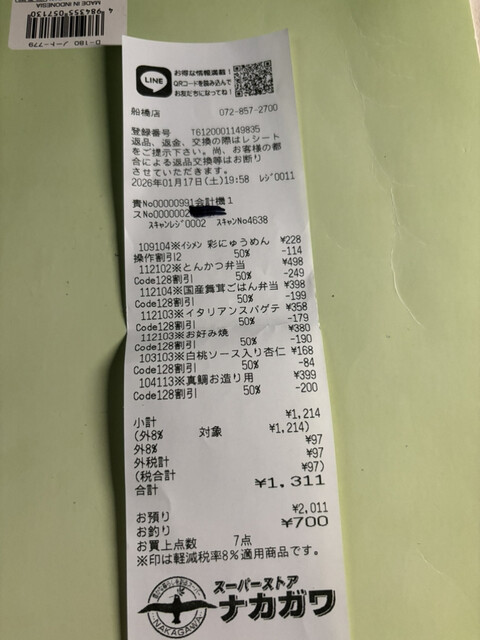 MADE IN INDONESIA
4 984355 057130
D-180 ノート-779
LINE
お得な情報満載!
QRコードを読み込んで
お友だちになってね!
船橋店 072-857-2700
登録番号 T6120001149835
返品、返金、交換の際はレシート
をご提示下さい。尚、お客様の都
合による返品交換等はお断り
させていただきます。
2026年01月17日(土)19:58 レジ0011
貴No00000991会計機1
スNo0000002
スキャンレジ0002 スキャンNo4638
109104※イシメン 彩にゅうめん ¥228
操作割引2 50% -114
112102※とんかつ弁当 ¥498
Code128割引 50% -249
112104※国産舞茸ごはん弁当 ¥398
Code128割引 50% -199
112103※イタリアンスパゲテ ¥358
Code128割引 50% -179
112103※お好み焼 ¥380
Code128割引 50% -190
103103※白桃ソース入り杏仁 ¥168
Code128割引 50% -84
104113※真鯛お造り用 ¥399
Code128割引 50% -200
小計 ¥1,214
(外8% 対象 ¥1,214)
外8% ¥97
外税計 ¥97
(税合計 ¥97)
合計 ¥1,311
お預り ¥2,011
お釣り ¥700
お買上点数 7点
※印は軽減税率8%適用商品です。
スーパーストア
ナカガワ
NAKAGAWA